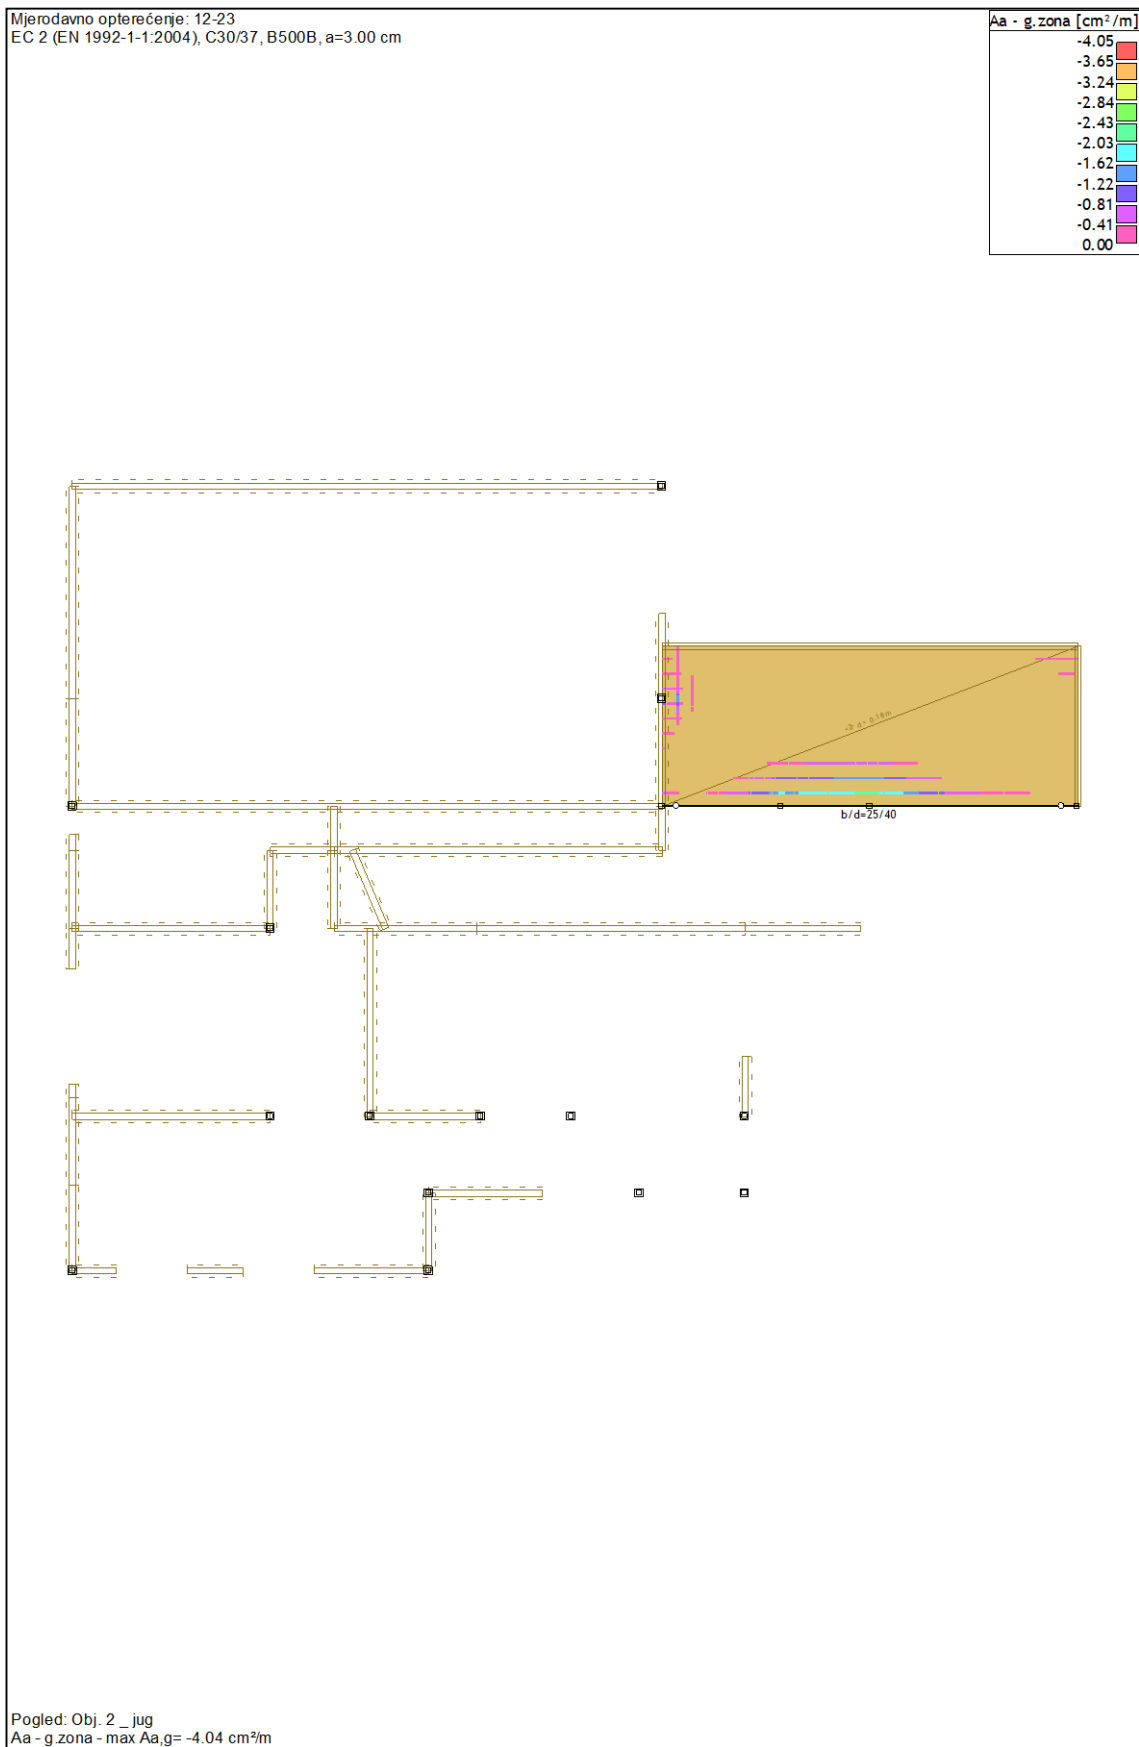 Mjerodavno opterećenje: 12-23
EC 2 (EN 1992-1-1:2004), C30/37, B500B, a=3.00 cm
Aa - g.zona [cm²/m]
-4.05
-3.65
-3.24
-2.84
-2.43
-2.03
-1.62
-1.22
-0.81
-0.41
0.00
d= 0.18m
b/d=25/40
Pogled: Obj. 2 _ jug
Aa - g.zona - max Aa,g= -4.04 cm²/m